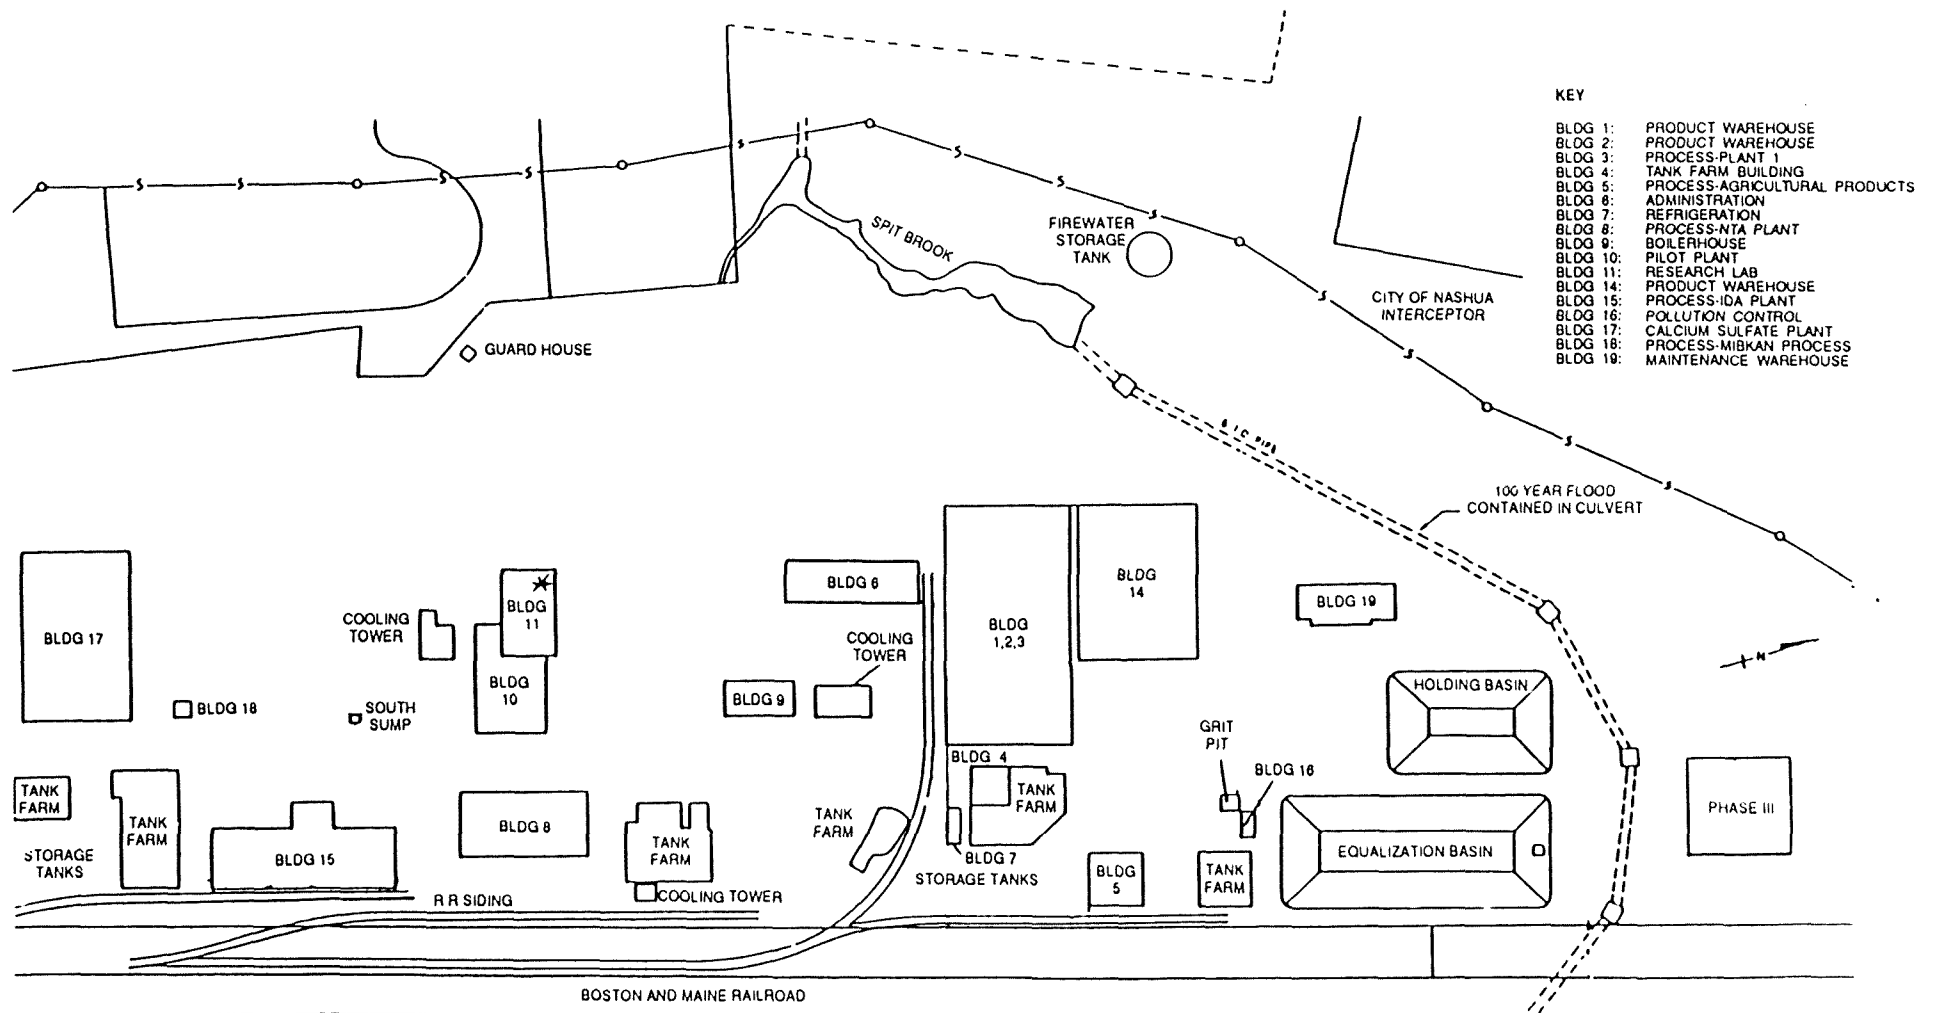 KEY
BLDG 1: PRODUCT WAREHOUSE
BLDG 2: PRODUCT WAREHOUSE
BLDG 3: PROCESS-PLANT 1
BLDG 4: TANK FARM BUILDING
BLDG 5: PROCESS-AGRICULTURAL PRODUCTS
BLDG 6: ADMINISTRATION
BLDG 7: REFRIGERATION
BLDG 8: PROCESS-NTA PLANT
BLDG 9: BOILERHOUSE
BLDG 10: PILOT PLANT
BLDG 11: RESEARCH LAB
BLDG 14: PRODUCT WAREHOUSE
BLDG 15: PROCESS-IDA PLANT
BLDG 16: POLLUTION CONTROL
BLDG 17: CALCIUM SULFATE PLANT
BLDG 18: PROCESS-MIBKAN PROCESS
BLDG 19: MAINTENANCE WAREHOUSE
S
S
S
S
S
S
S
S
S
S
S
S
SPIT BROOK
FIREWATER
STORAGE
TANK
CITY OF NASHUA
INTERCEPTOR
GUARD HOUSE
PIPE
100 YEAR FLOOD
CONTAINED IN CULVERT
BLDG 17
BLDG 18
COOLING
TOWER
BLDG
11
BLDG
10
SOUTH
SUMP
BLDG 6
COOLING
TOWER
BLDG 9
BLDG
1,2,3
BLDG
14
BLDG 19
N
HOLDING BASIN
GRIT
PIT
BLDG 16
EQUALIZATION BASIN
PHASE III
TANK
FARM
STORAGE
TANKS
TANK
FARM
BLDG 15
BLDG 8
TANK
FARM
COOLING TOWER
R R SIDING
TANK
FARM
BLDG 4
TANK
FARM
BLDG 7
STORAGE TANKS
BLDG
5
TANK
FARM
BOSTON AND MAINE RAILROAD